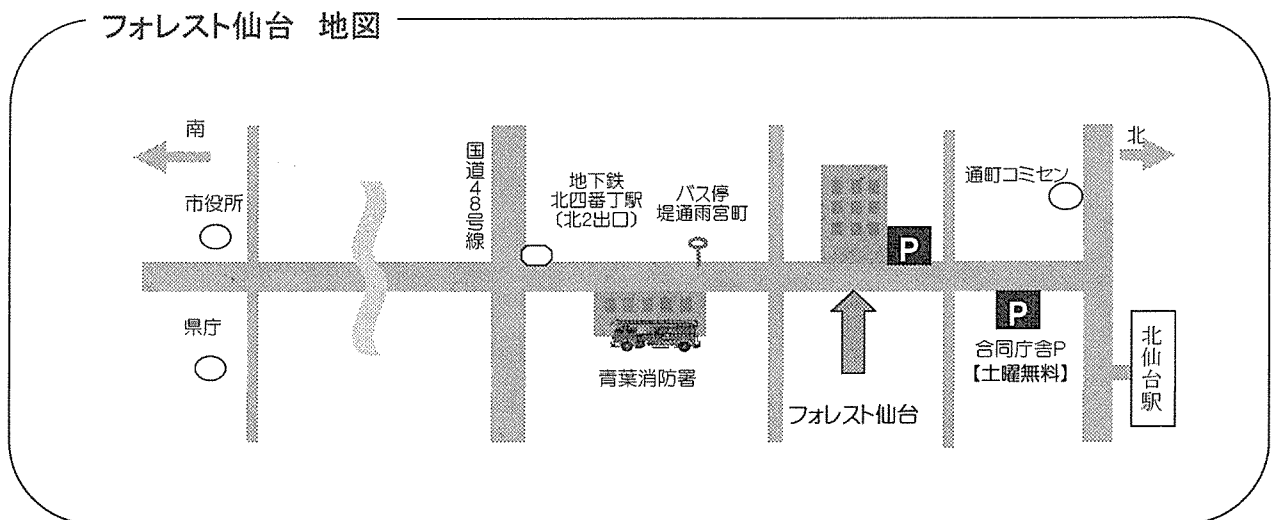 フォレスト仙台 地図
南
北
市役所
国道48号線
地下鉄
北四番丁駅
(北2出口)
バス停
堤通雨宮町
通町コミセン
P
県庁
青葉消防署
フォレスト仙台
P
合同庁舎P
【土曜無料】
北仙台駅